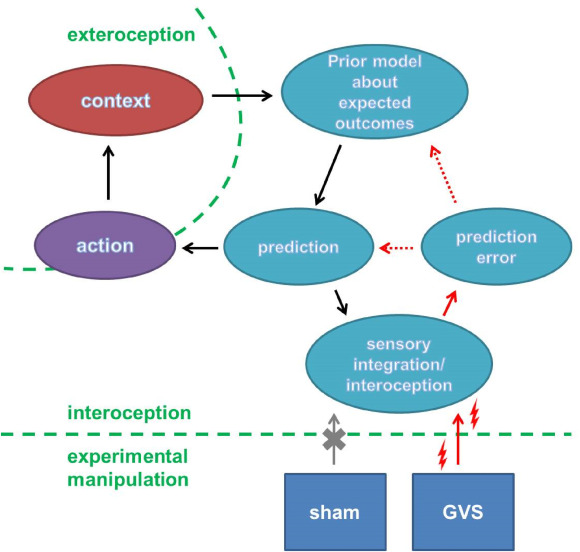 exteroception
context
Prior model
about
expected
outcomes
action
prediction
prediction
error
sensory
integration/
interoception
interoception
experimental
manipulation
sham
GVS